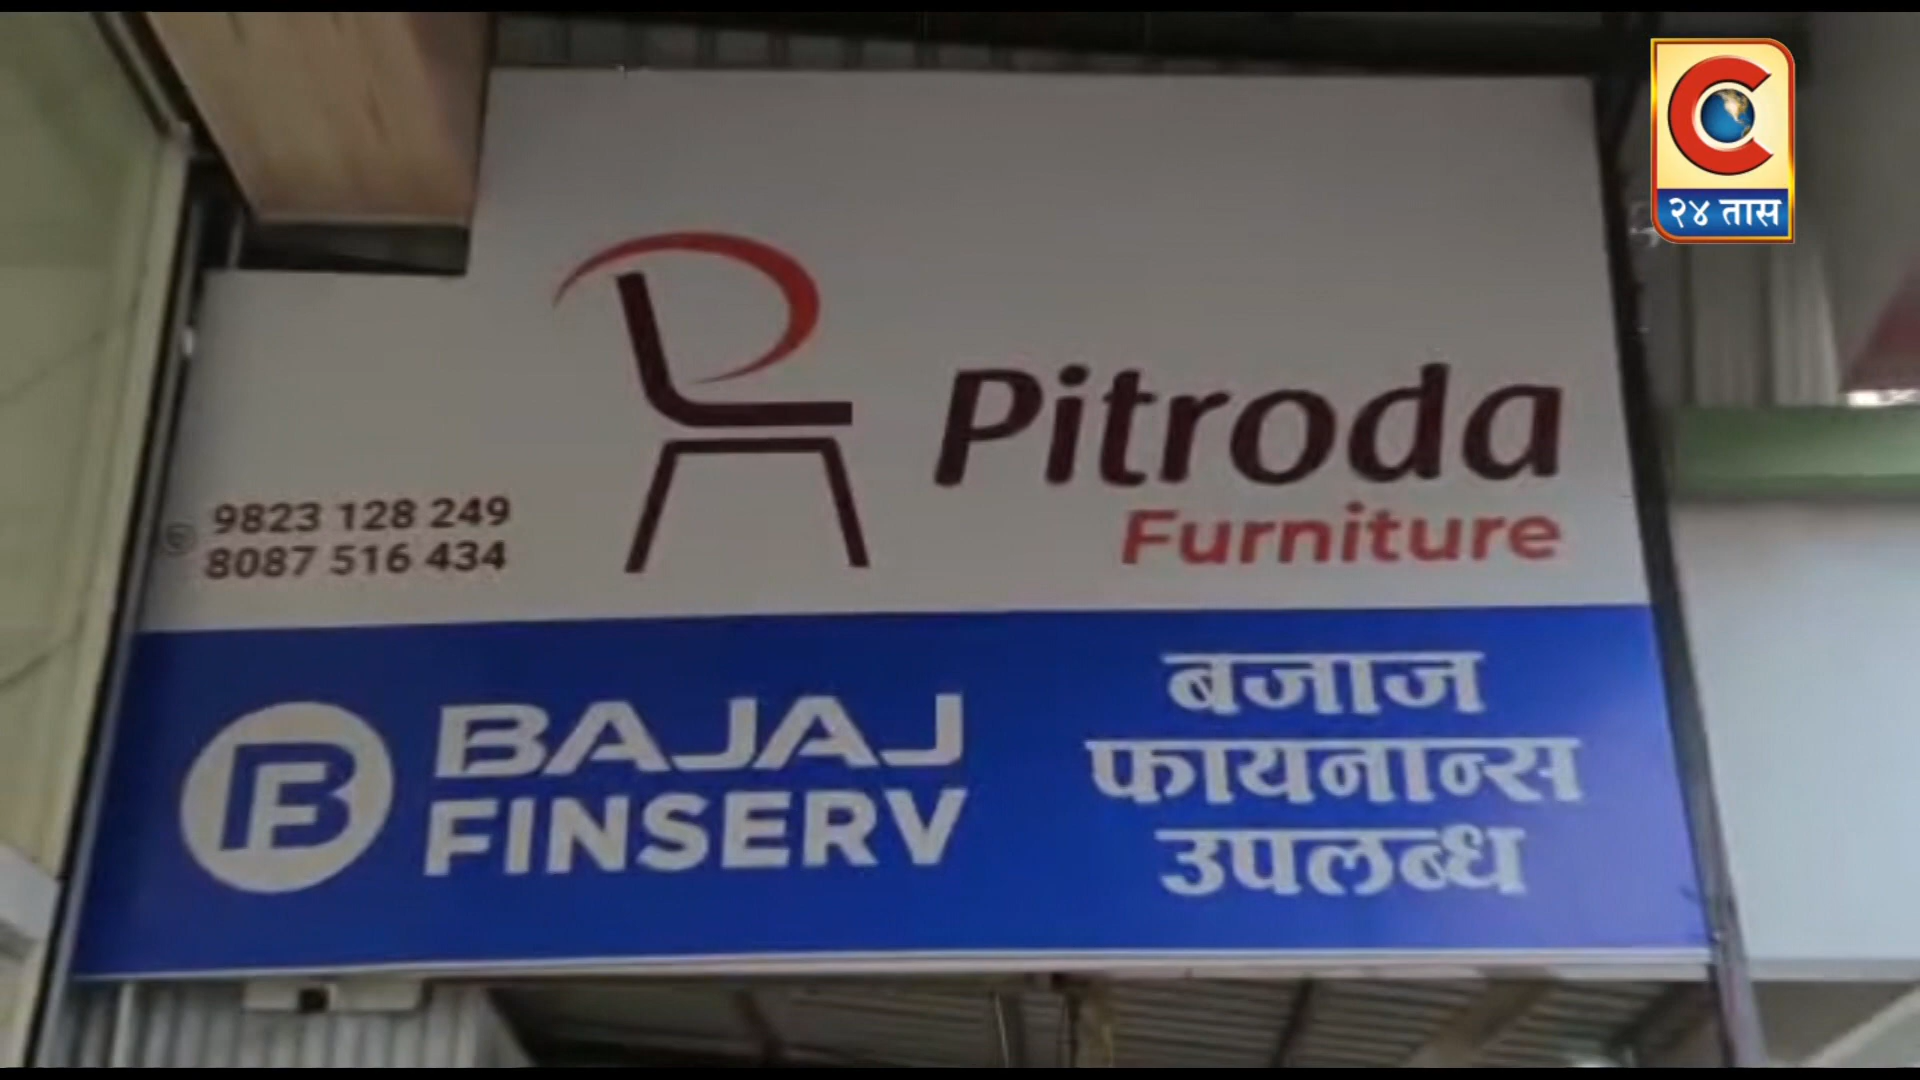 २४ तास
Pitroda
Furniture
9823 128 249
8087 516 434
BAJAJ
FINSERV
बजाज
फायनान्स
उपलब्ध